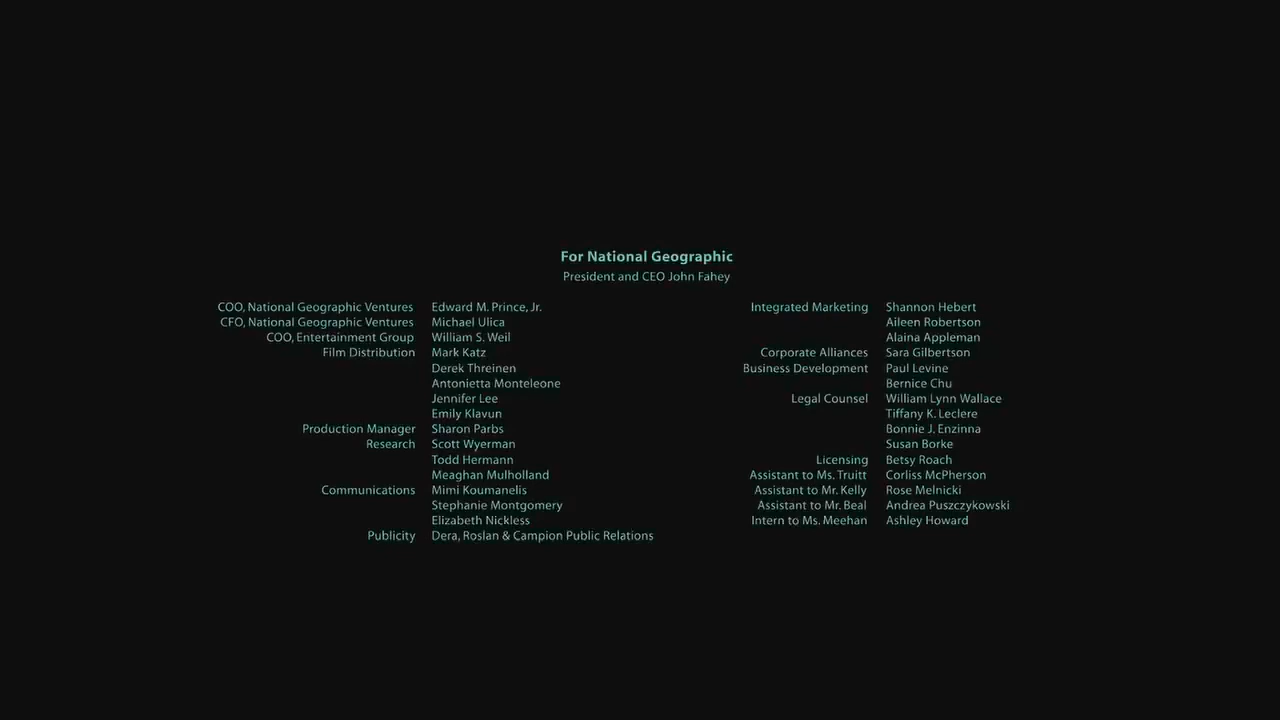 For National Geographic
President and CEO John Fahey
COO, National Geographic Ventures Edward M. Prince, Jr.
CFO, National Geographic Ventures Michael Ulica
COO, Entertainment Group William S. Weil
Film Distribution Mark Katz
Derek Threinen
Antonietta Monteleone
Jennifer Lee
Emily Klavun
Production Manager Sharon Parbs
Research Scott Wyerman
Todd Hermann
Meaghan Mulholland
Communications Mimi Koumanelis
Stephanie Montgomery
Elizabeth Nickless
Publicity Dera, Roslan & Campion Public Relations
Integrated Marketing Shannon Hebert
Aileen Robertson
Alaina Appleman
Corporate Alliances Sara Gilbertson
Business Development Paul Levine
Bernice Chu
Legal Counsel William Lynn Wallace
Tiffany K. Leclere
Bonnie J. Enzinna
Susan Borke
Licensing Betsy Roach
Assistant to Ms. Truitt Corliss McPherson
Assistant to Mr. Kelly Rose Melnicki
Assistant to Mr. Beal Andrea Puszczykowski
Intern to Ms. Meehan Ashley Howard